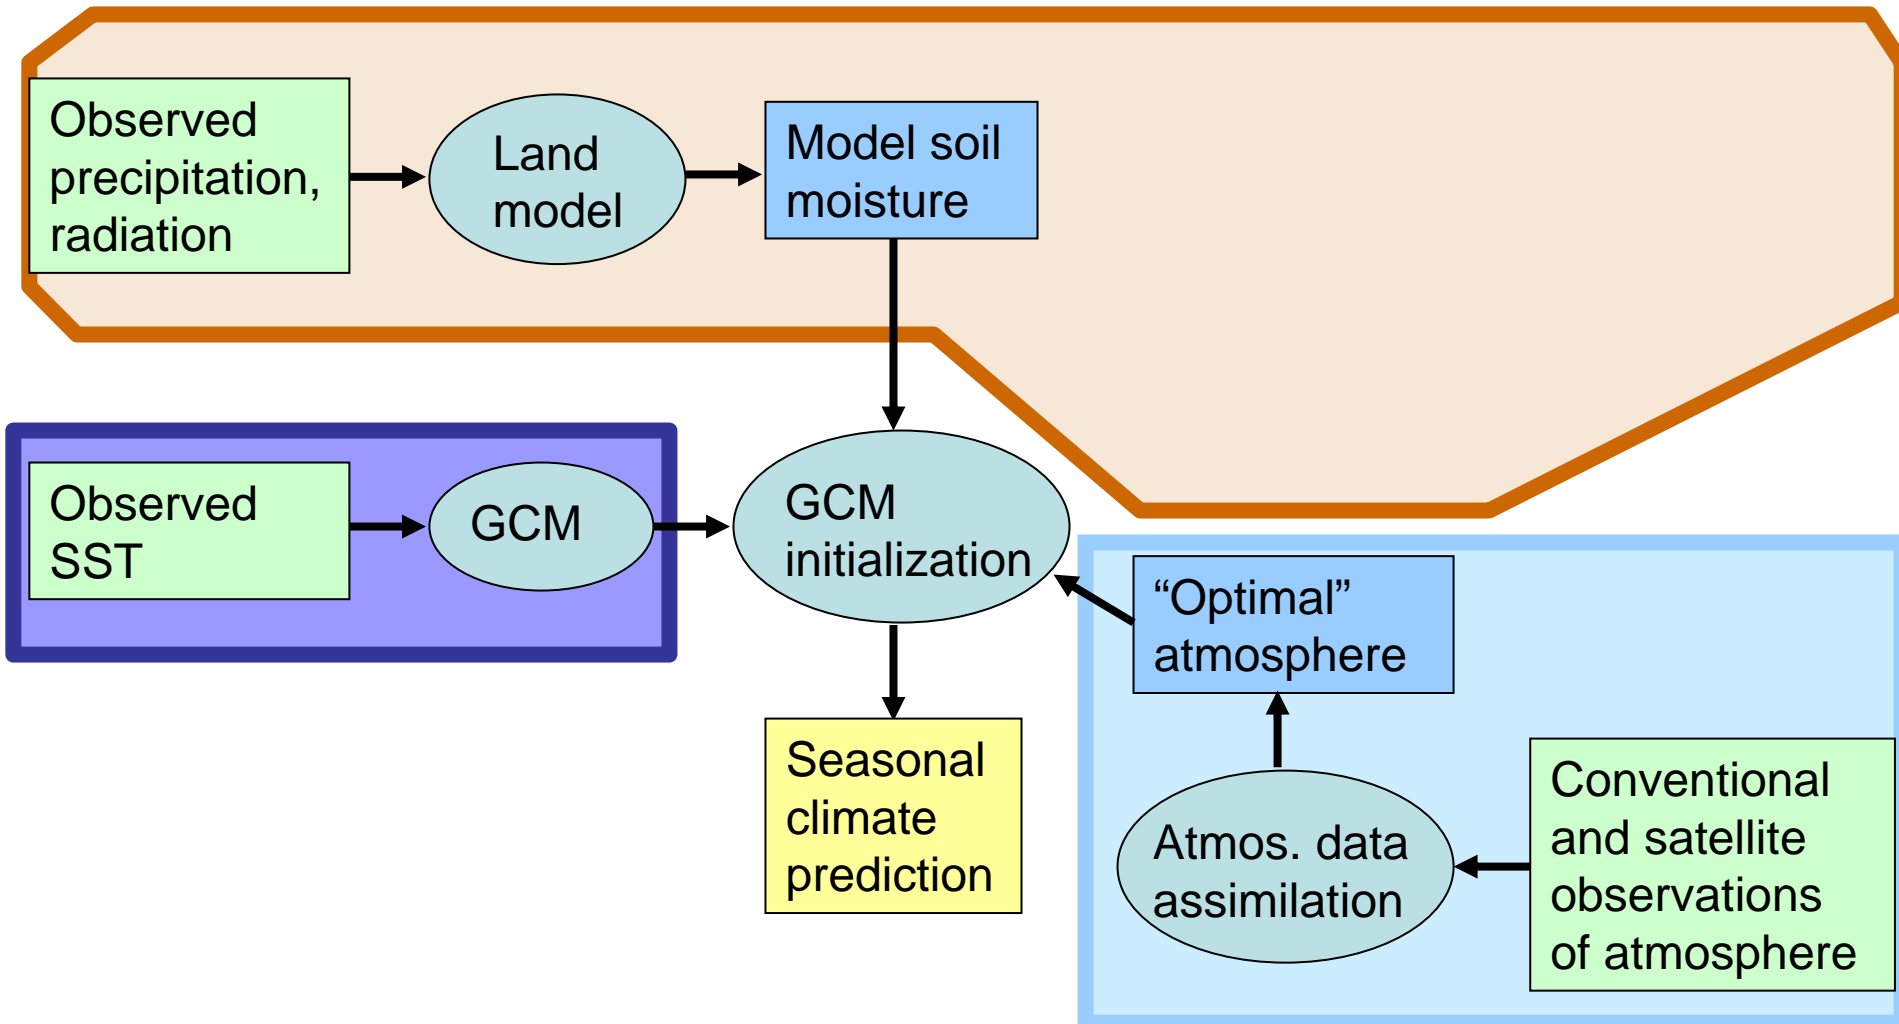 Observed
precipitation,
radiation
Land
model
Model soil
moisture
Observed
SST
GCM
GCM
initialization
“Optimal”
atmosphere
Seasonal
climate
prediction
Atmos. data
assimilation
Conventional
and satellite
observations
of atmosphere